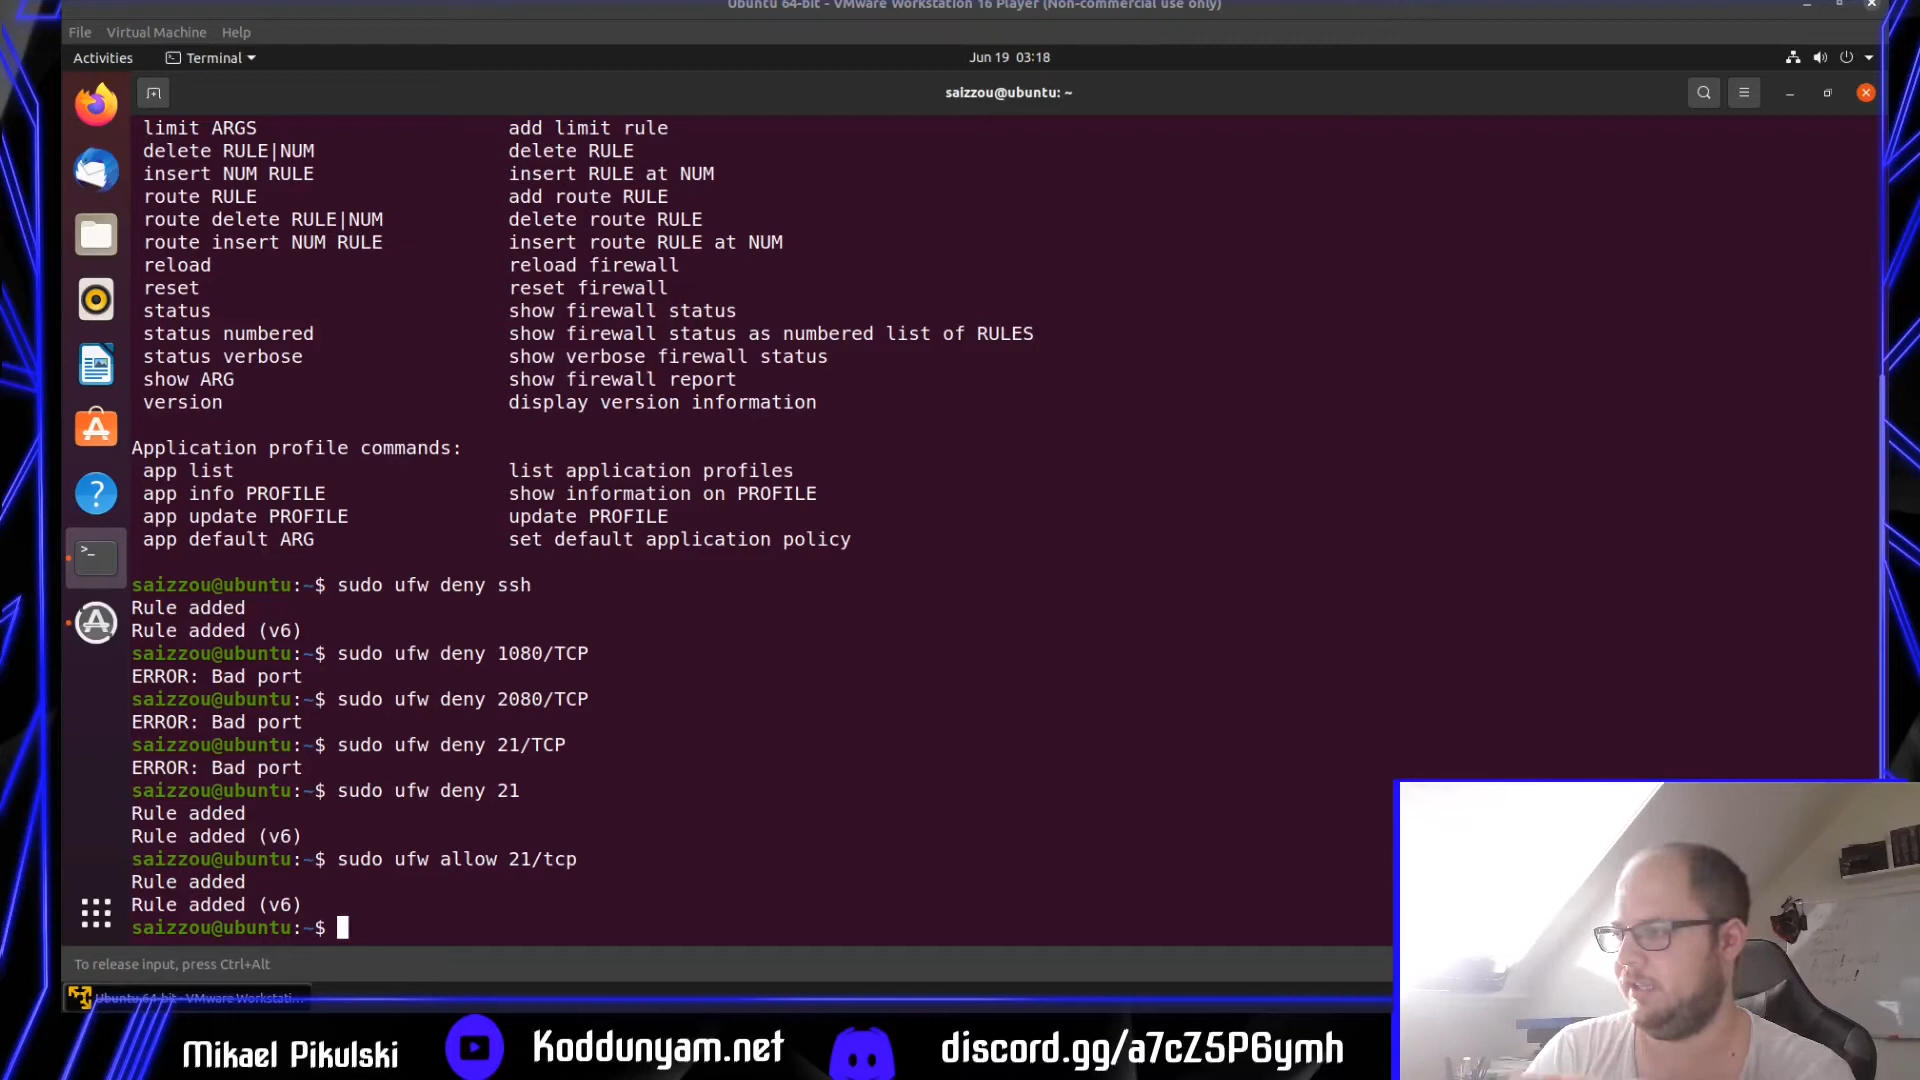 Ubuntu 64-bit - VMware Workstation 16 Player (Non-commercial use only)
File Virtual Machine Help
Activities Terminal Jun 19 03:18
saizzou@ubuntu: ~
limit ARGS add limit rule
delete RULE|NUM delete RULE
insert NUM RULE insert RULE at NUM
route RULE add route RULE
route delete RULE|NUM delete route RULE
route insert NUM RULE insert route RULE at NUM
reload reload firewall
reset reset firewall
status show firewall status
status numbered show firewall status as numbered list of RULES
status verbose show verbose firewall status
show ARG show firewall report
version display version information
Application profile commands:
app list list application profiles
app info PROFILE show information on PROFILE
app update PROFILE update PROFILE
app default ARG set default application policy
saizzou@ubuntu:~$ sudo ufw deny ssh
Rule added
Rule added (v6)
saizzou@ubuntu:~$ sudo ufw deny 1080/TCP
ERROR: Bad port
saizzou@ubuntu:~$ sudo ufw deny 2080/TCP
ERROR: Bad port
saizzou@ubuntu:~$ sudo ufw deny 21/TCP
ERROR: Bad port
saizzou@ubuntu:~$ sudo ufw deny 21
Rule added
Rule added (v6)
saizzou@ubuntu:~$ sudo ufw allow 21/tcp
Rule added
Rule added (v6)
saizzou@ubuntu:~$
To release input, press Ctrl+Alt
Ubuntu 64-bit - VMware Workstati...
Mikael Pikulski Koddunyam.net discord.gg/a7cZ5P6ymh